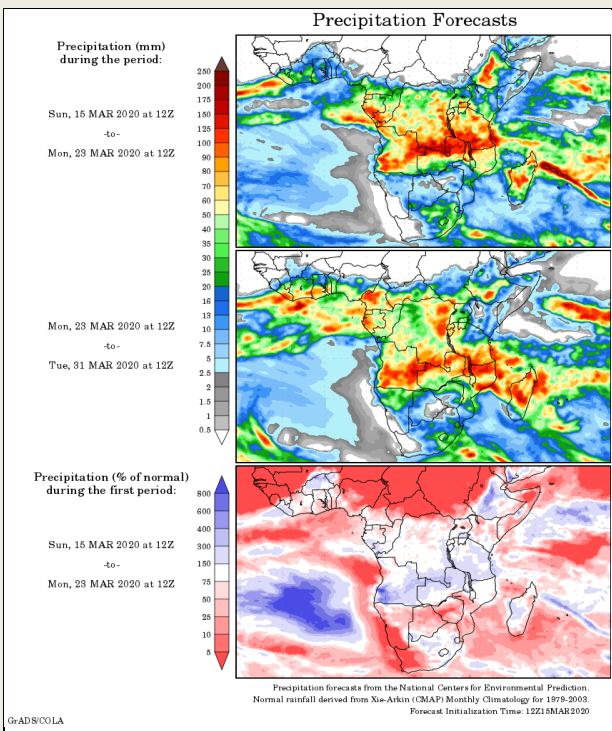 Precipitation Forecasts
Precipitation (mm)
during the period:
Sun, 15 MAR 2020 at 12Z
-to-
Mon, 23 MAR 2020 at 12Z
250
200
175
150
125
100
90
80
70
60
50
40
35
30
25
20
16
13
10
7.5
5
2.5
2
1.5
1
0.5
Mon, 23 MAR 2020 at 12Z
-to-
Tue, 31 MAR 2020 at 12Z
Precipitation (% of normal)
during the first period:
Sun, 15 MAR 2020 at 12Z
-to-
Mon, 23 MAR 2020 at 12Z
800
600
400
300
150
75
50
25
10
5
Precipitation forecasts from the National Centers for Environmental Prediction.
Normal rainfall derived from Xie-Arkin (CMAP) Monthly Climatology for 1979-2003.
Forecast Initialization Time: 12Z15MAR2020
GrADS/COLA